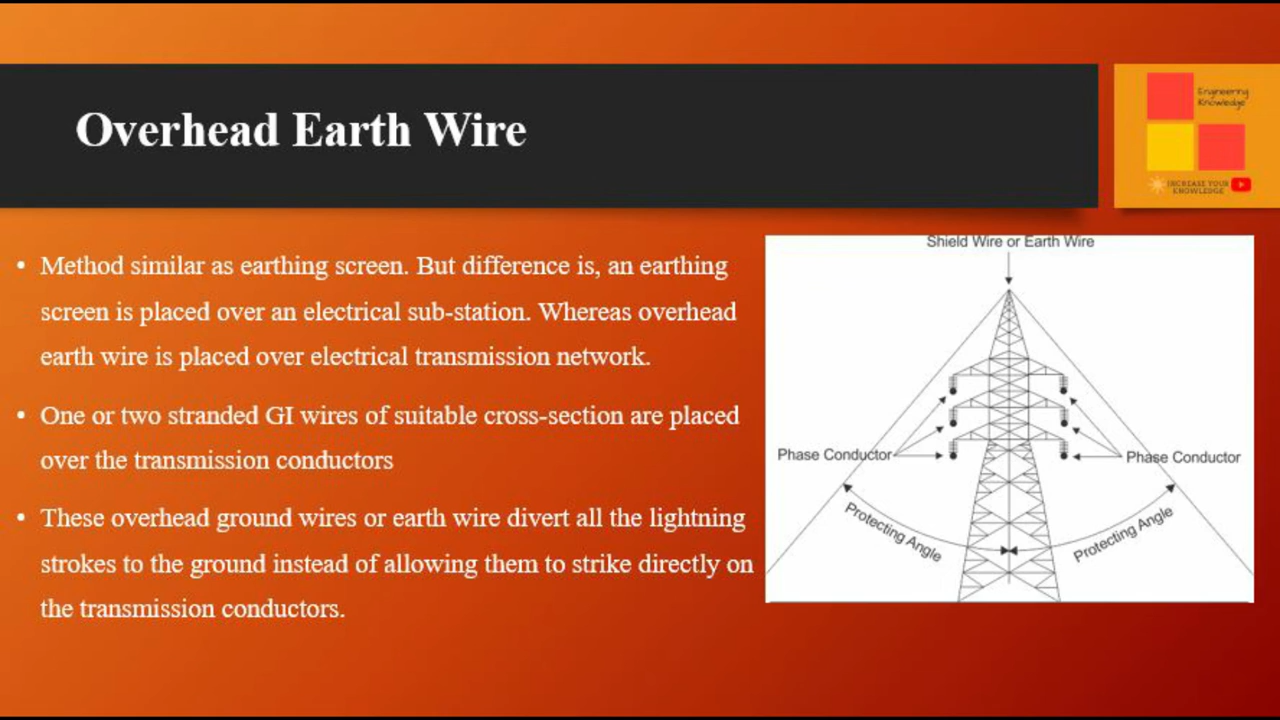 Overhead Earth Wire
Engineering
Knowledge
INCREASE YOUR
KNOWLEDGE
• Method similar as earthing screen. But difference is, an earthing
screen is placed over an electrical sub-station. Whereas overhead
earth wire is placed over electrical transmission network.
• One or two stranded GI wires of suitable cross-section are placed
over the transmission conductors
• These overhead ground wires or earth wire divert all the lightning
strokes to the ground instead of allowing them to strike directly on
the transmission conductors.
Shield Wire or Earth Wire
Phase Conductor
Phase Conductor
Protecting Angle
Protecting Angle